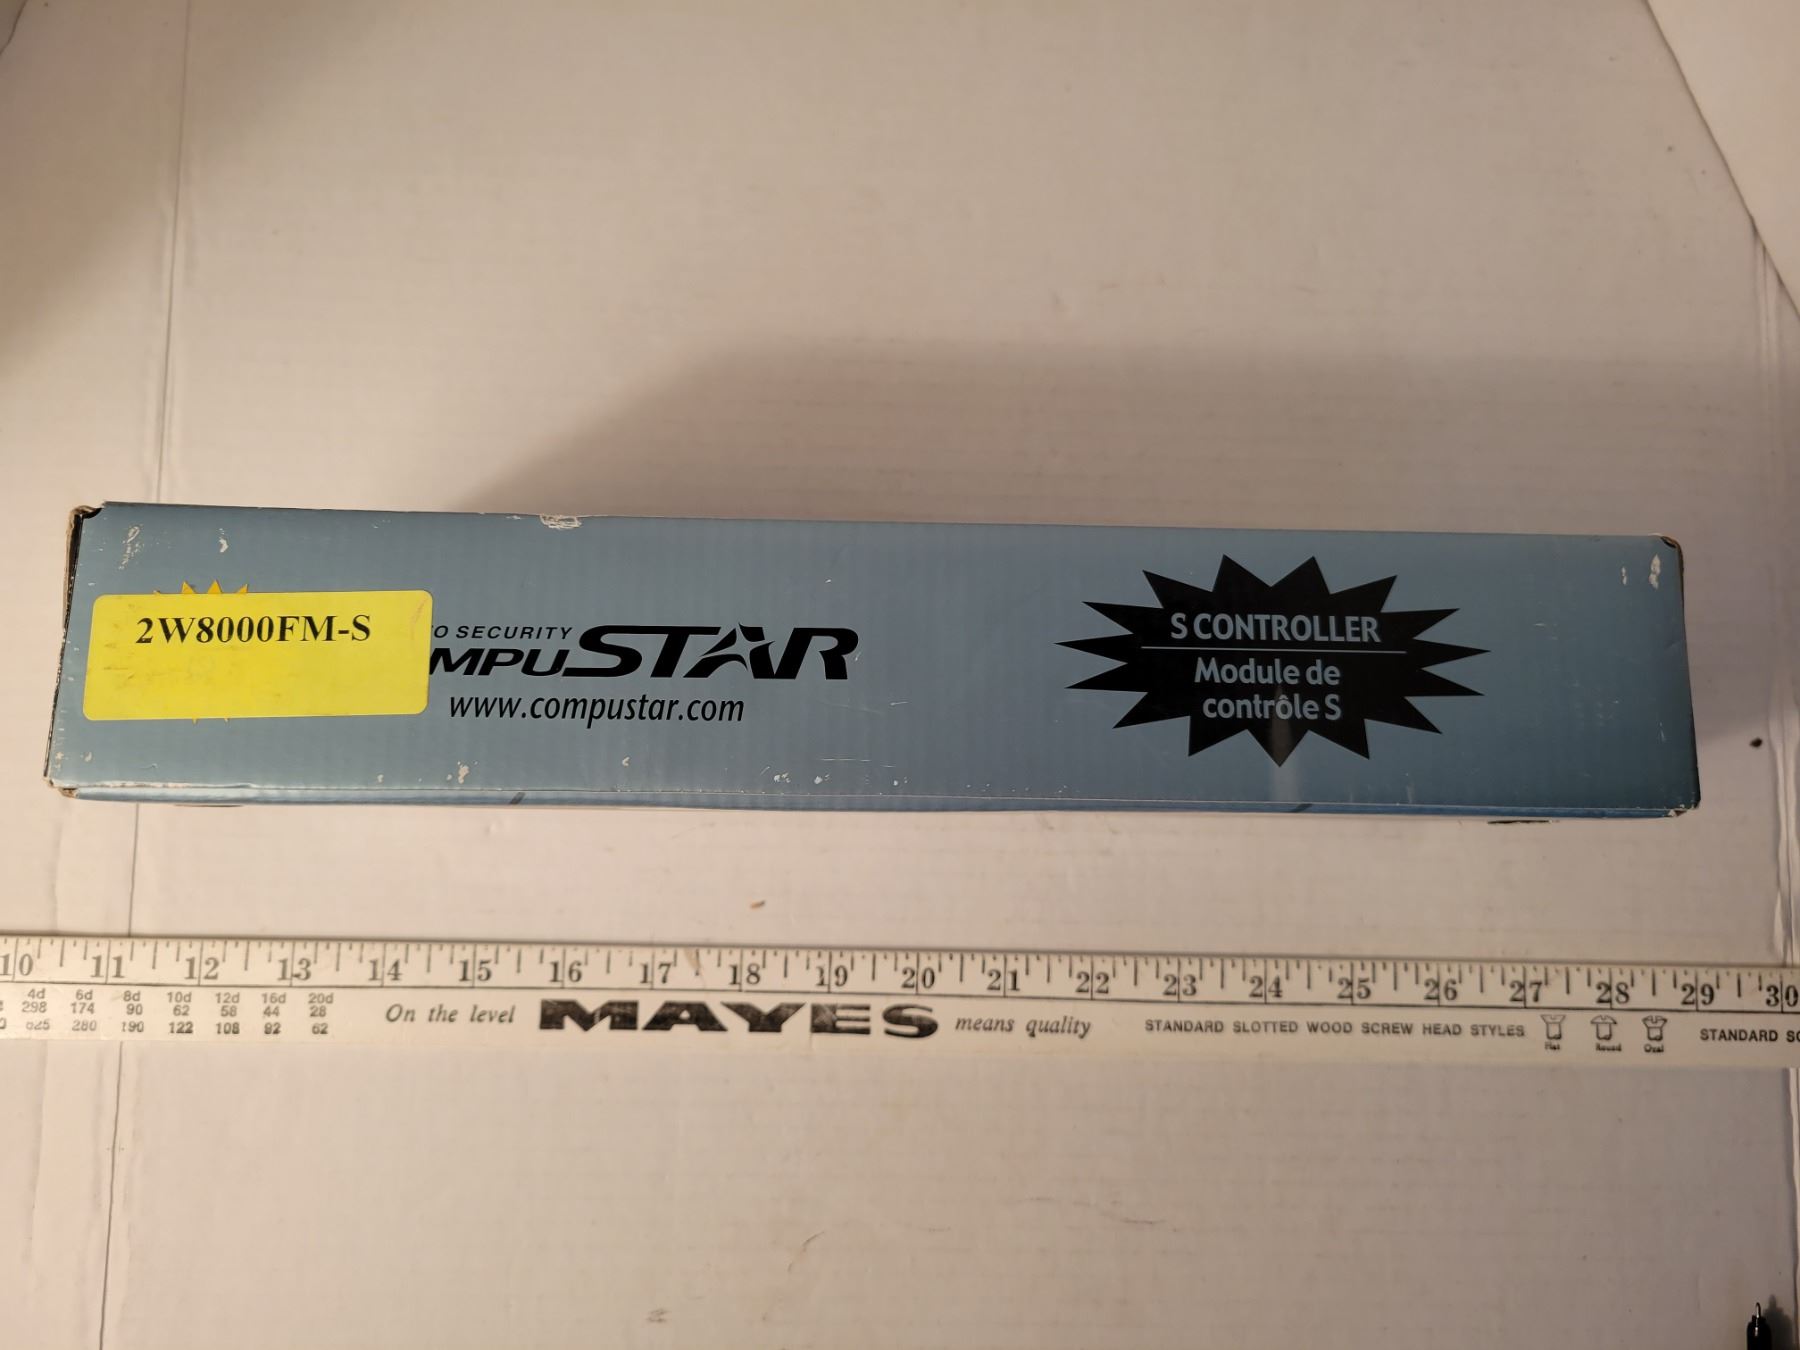 2W8000FM-S
O SECURITY
MPUSTAR
www.compustar.com
S CONTROLLER
Module de
contrôle S
10 11 12 13 14 15 16 17 18 19 20 21 22 23 24 25 26 27 28 29 30
4d 6d 8d 10d 12d 16d 20d
298 174 90 62 58 44 28
280 190 122 108 92 62
On the level MAYES means quality
STANDARD SLOTTED WOOD SCREW HEAD STYLES
Flat Round Oval
STANDARD